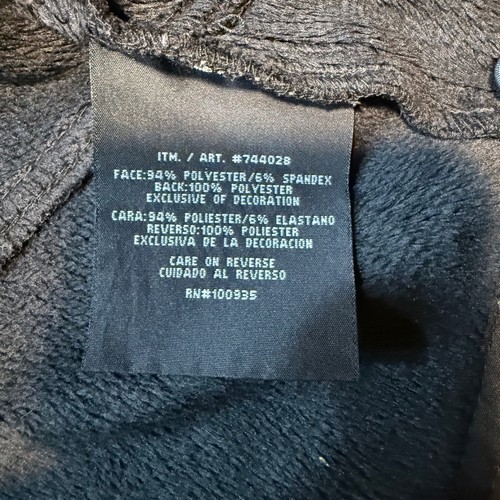 ITM. / ART. #744028
FACE:94% POLYESTER/6% SPANDEX
BACK:100% POLYESTER
EXCLUSIVE OF DECORATION
CARA:94% POLIESTER/6% ELASTANO
REVERSO:100% POLIESTER
EXCLUSIVA DE LA DECORACION
CARE ON REVERSE
CUIDADO AL REVERSO
RN#100935